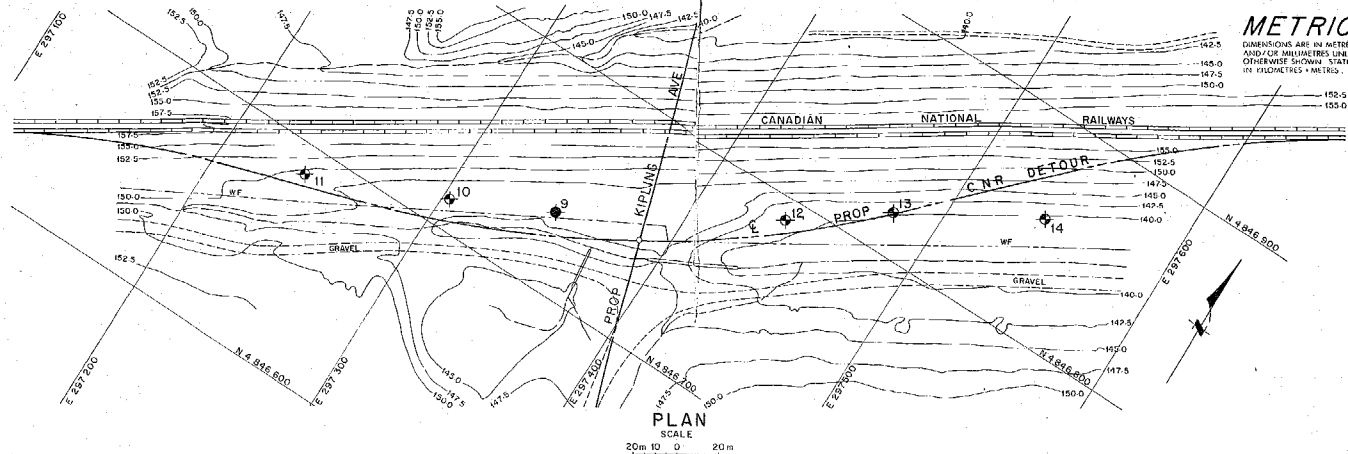 METRIC
DIMENSIONS ARE IN METRES
AND/OR MILLIMETRES UNL
OTHERWISE SHOWN. STAT
IN KILOMETRES + METRES.
E 297 100
152·5
150·0
147·5
147·5
150·0
152·5
155·0
150·0
147·5
142·5
140·0
145·0
140·0
142·5
145·0
147·5
150·0
152·5
155·0
152·5
152·5
155·0
157·5
AVE
CANADIAN NATIONAL RAILWAYS
157·5
155·0
152·5
KIPLING
155·0
152·5
150·0
147·5
145·0
142·5
140·0
11
10
9
12
13
14
PROP C N R DETOUR
WF
150·0
150·0
GRAVEL
152·5
WF
GRAVEL
140·0
142·5
145·0
147·5
150·0
PROP
N 4 846 900
E 297 600
N
E 297 200
N 4 846 600
E 297 300
145·0
147·5
150·0
147·5
E 297 400
N 4 846 700
147·5
150·0
E 297 500
N 4 846 800
PLAN
SCALE
20m 10 0 20m